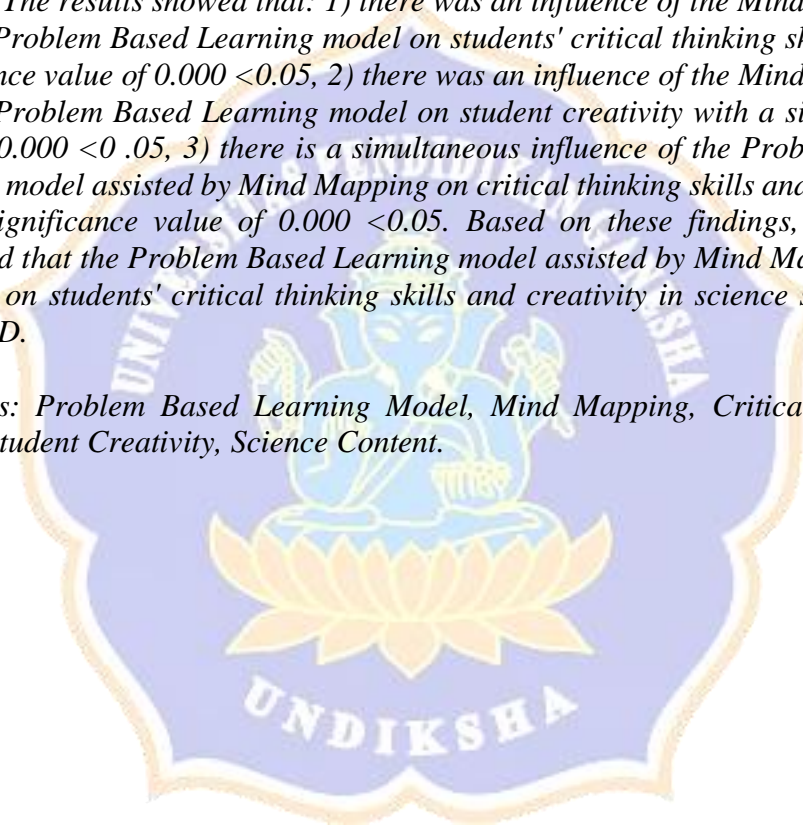 The results showed that: 1) there was an influence of the Mind
Problem Based Learning model on students' critical thinking
nce value of 0.000 <0.05, 2) there was an influence of the Mind
Problem Based Learning model on student creativity with a
0.000 <0 .05, 3) there is a simultaneous influence of the
model assisted by Mind Mapping on critical thinking skills and
ignificance value of 0.000 <0.05. Based on these findings,
d that the Problem Based Learning model assisted by Mind
on students' critical thinking skills and creativity in science
D.
s: Problem Based Learning Model, Mind Mapping,
tudent Creativity, Science Content.
UNIVERSITAS PENDIDIKAN GANESHA
UNDIKSHA